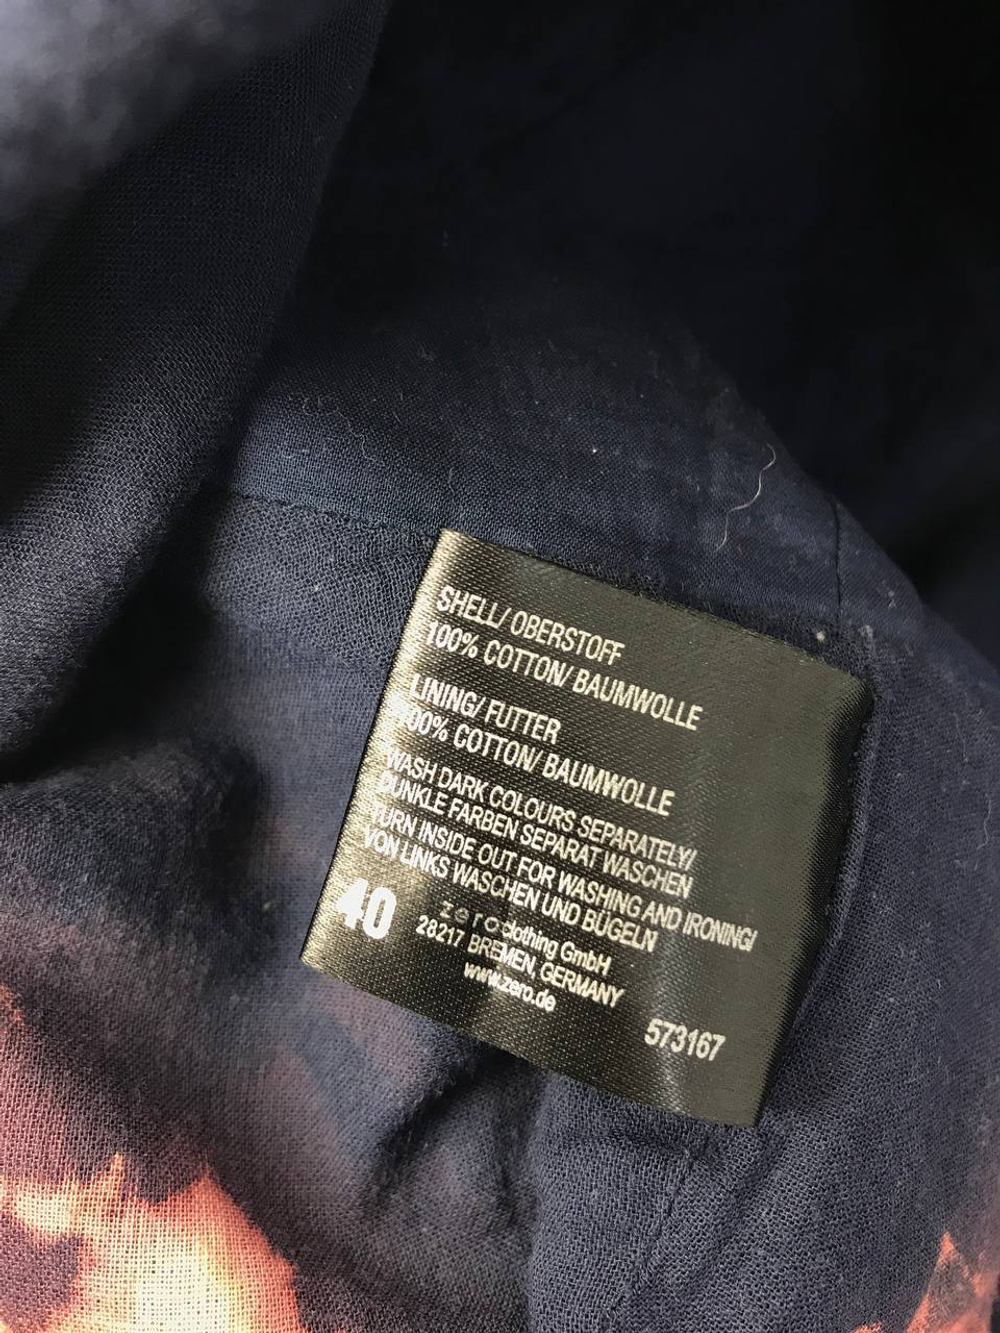 SHELL/ OBERSTOFF
100% COTTON/ BAUMWOLLE
LINING/ FUTTER
100% COTTON/ BAUMWOLLE
WASH DARK COLOURS SEPARATELY/
DUNKLE FARBEN SEPARAT WASCHEN
TURN INSIDE OUT FOR WASHING AND IRONING/
VON LINKS WASCHEN UND BÜGELN
40
zero clothing GmbH
28217 BREMEN, GERMANY
www.zero.de
573167